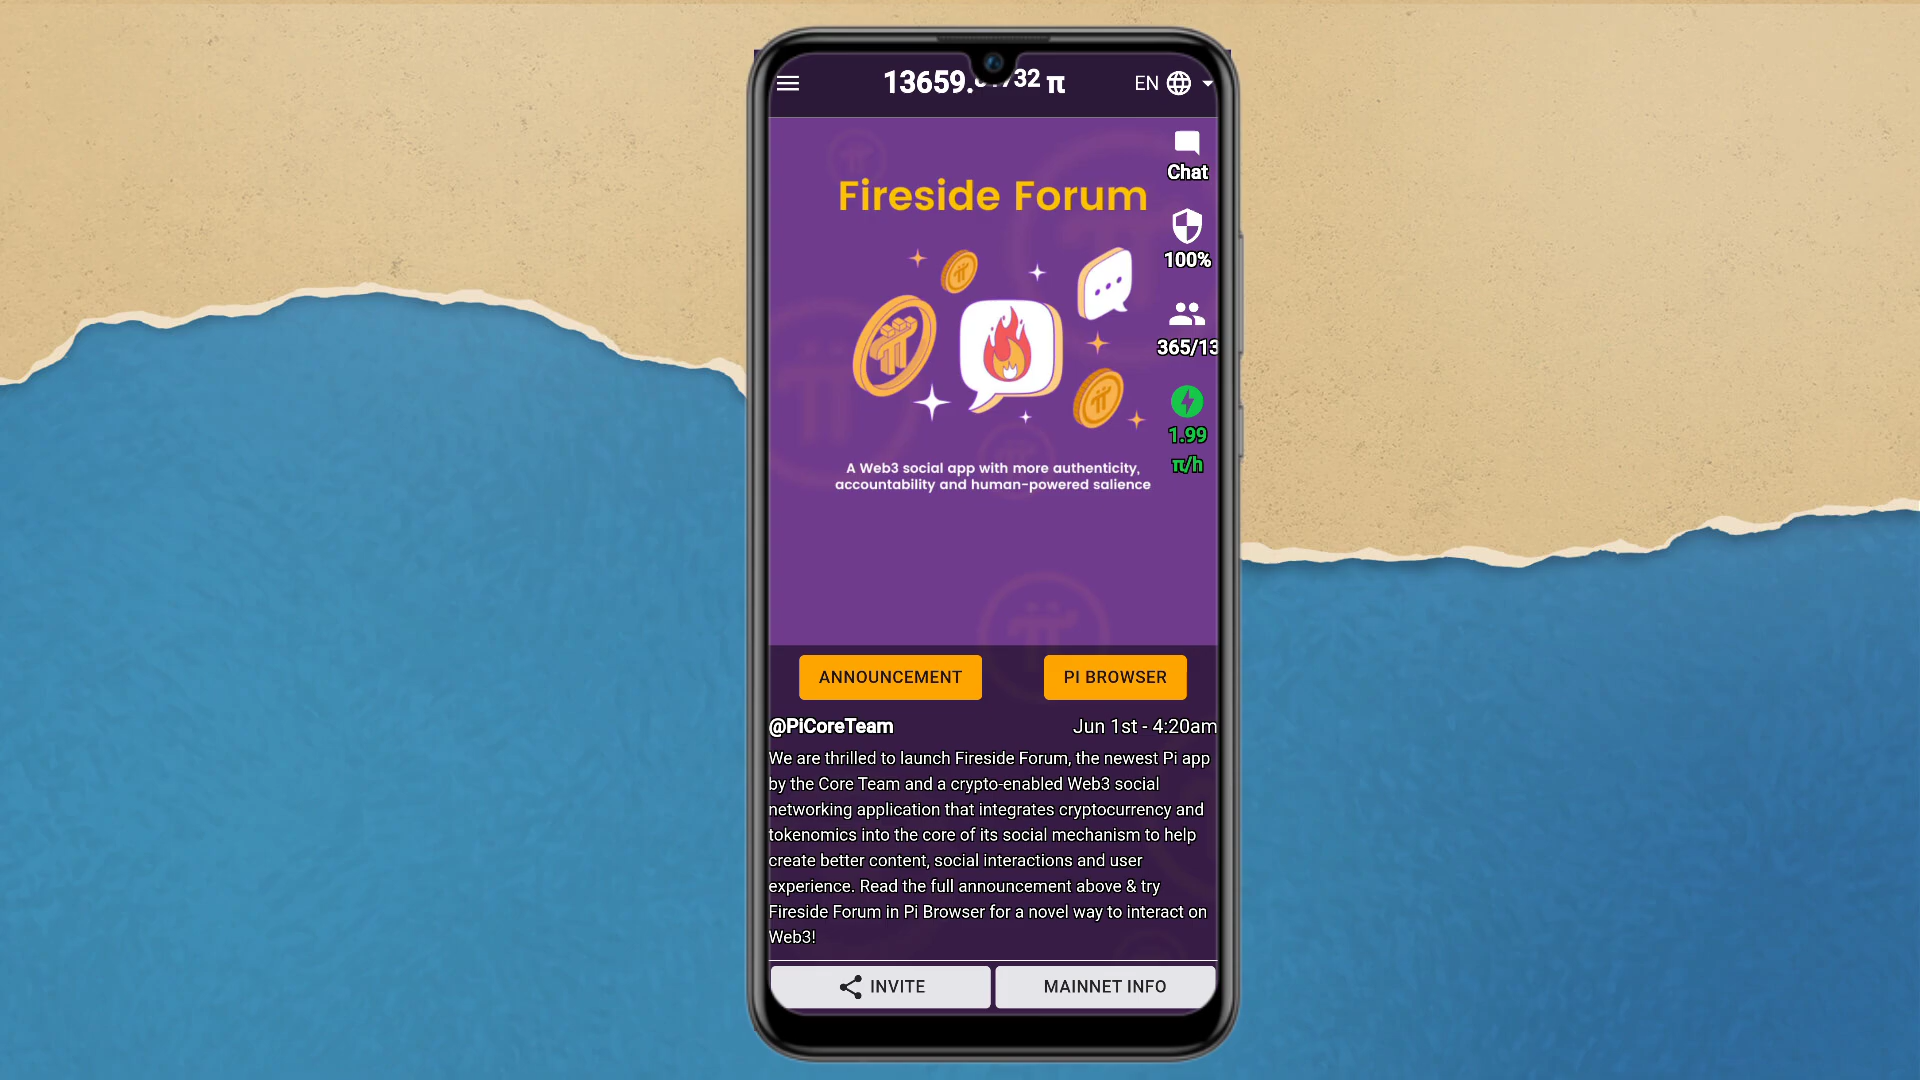 13659. 32 π
EN
Chat
Fireside Forum
100%
365/13
1.99
π/h
A Web3 social app with more authenticity,
accountability and human-powered salience
ANNOUNCEMENT
PI BROWSER
@PiCoreTeam
Jun 1st - 4:20am
We are thrilled to launch Fireside Forum, the newest Pi app
by the Core Team and a crypto-enabled Web3 social
networking application that integrates cryptocurrency and
tokenomics into the core of its social mechanism to help
create better content, social interactions and user
experience. Read the full announcement above & try
Fireside Forum in Pi Browser for a novel way to interact on
Web3!
INVITE
MAINNET INFO